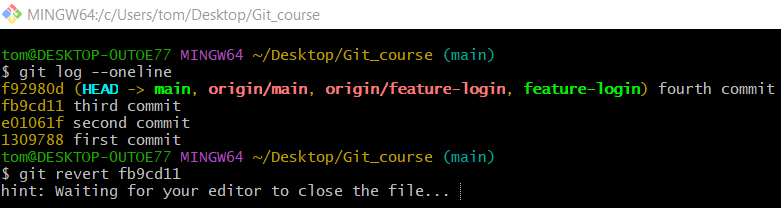 MINGW64:/c/Users/tom/Desktop/Git_course
tom@DESKTOP-OUTOE77 MINGW64 ~/Desktop/Git_course (main)
$ git log --oneline
f92980d (HEAD -> main, origin/main, origin/feature-login, feature-login) fourth commit
fb9cd11 third commit
e01061f second commit
1309788 first commit
tom@DESKTOP-OUTOE77 MINGW64 ~/Desktop/Git_course (main)
$ git revert fb9cd11
hint: Waiting for your editor to close the file...